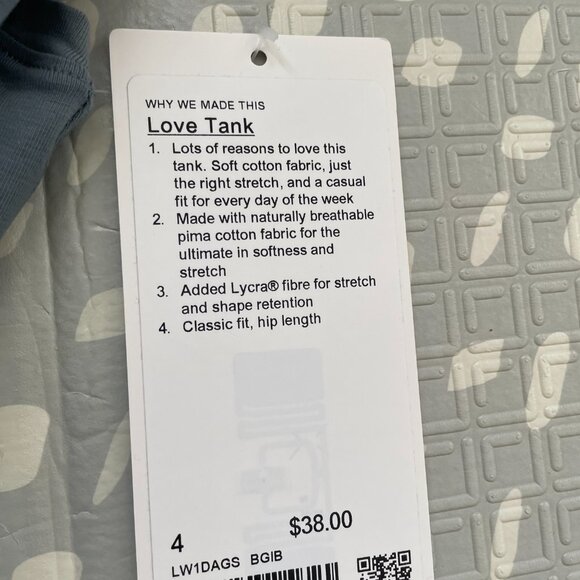 WHY WE MADE THIS
Love Tank
1. Lots of reasons to love this
tank. Soft cotton fabric, just
the right stretch, and a casual
fit for every day of the week
2. Made with naturally breathable
pima cotton fabric for the
ultimate in softness and
stretch
3. Added Lycra® fibre for stretch
and shape retention
4. Classic fit, hip length
4 $38.00
LW1DAGS BGIB